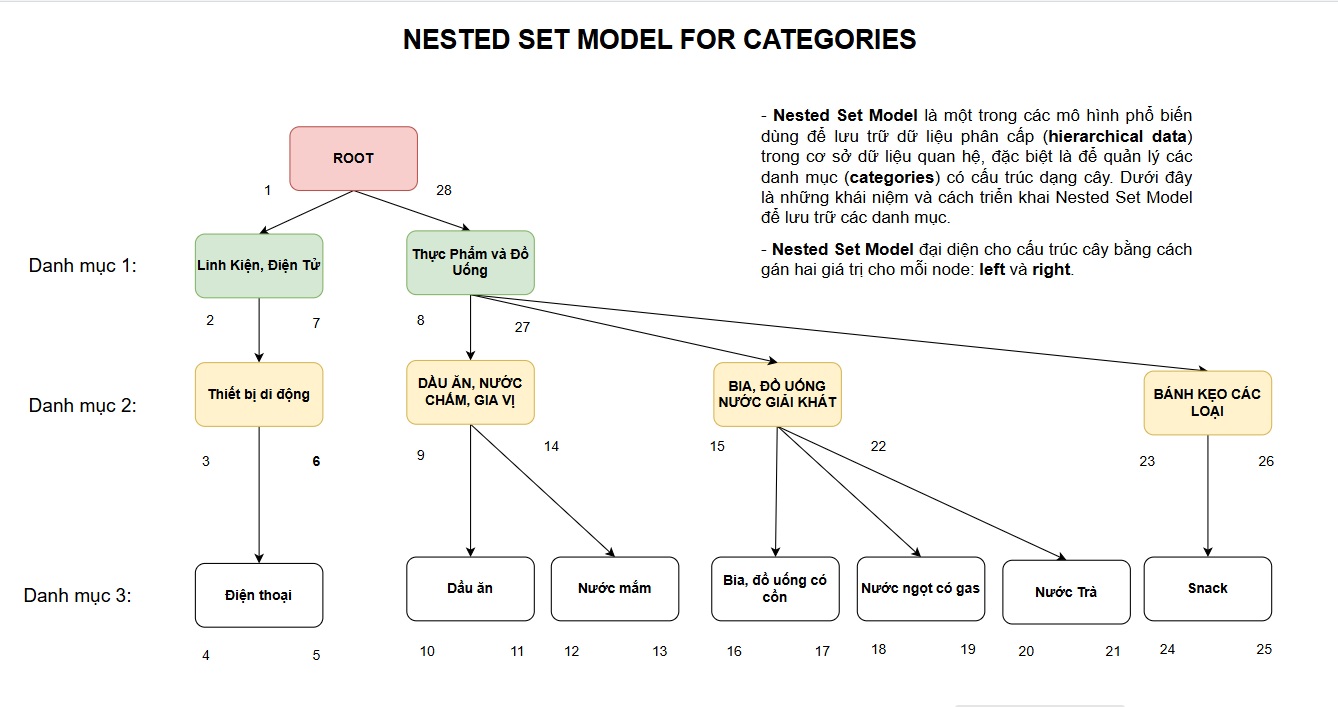 NESTED SET MODEL FOR CATEGORIES
- Nested Set Model là một trong các mô hình phổ biến
dùng để lưu trữ dữ liệu phân cấp (hierarchical data)
trong cơ sở dữ liệu quan hệ, đặc biệt là để quản lý các
danh mục (categories) có cấu trúc dạng cây. Dưới đây
là những khái niệm và cách triển khai Nested Set Model
để lưu trữ các danh mục.
- Nested Set Model đại diện cho cấu trúc cây bằng cách
gán hai giá trị cho mỗi node: left và right.
ROOT
1 28
Danh mục 1:
Linh Kiện, Điện Tử
Thực Phẩm và Đồ
Uống
2 7 8 27
Danh mục 2:
Thiết bị di động
DẦU ĂN, NƯỚC
CHẤM, GIA VỊ
BIA, ĐỒ UỐNG
NƯỚC GIẢI KHÁT
BÁNH KẸO CÁC
LOẠI
3 6 9 14 15 22 23 26
Danh mục 3:
Điện thoại
Dầu ăn
Nước mắm
Bia, đồ uống có
cồn
Nước ngọt có gas
Nước Trà
Snack
4 5 10 11 12 13 16 17 18 19 20 21 24 25